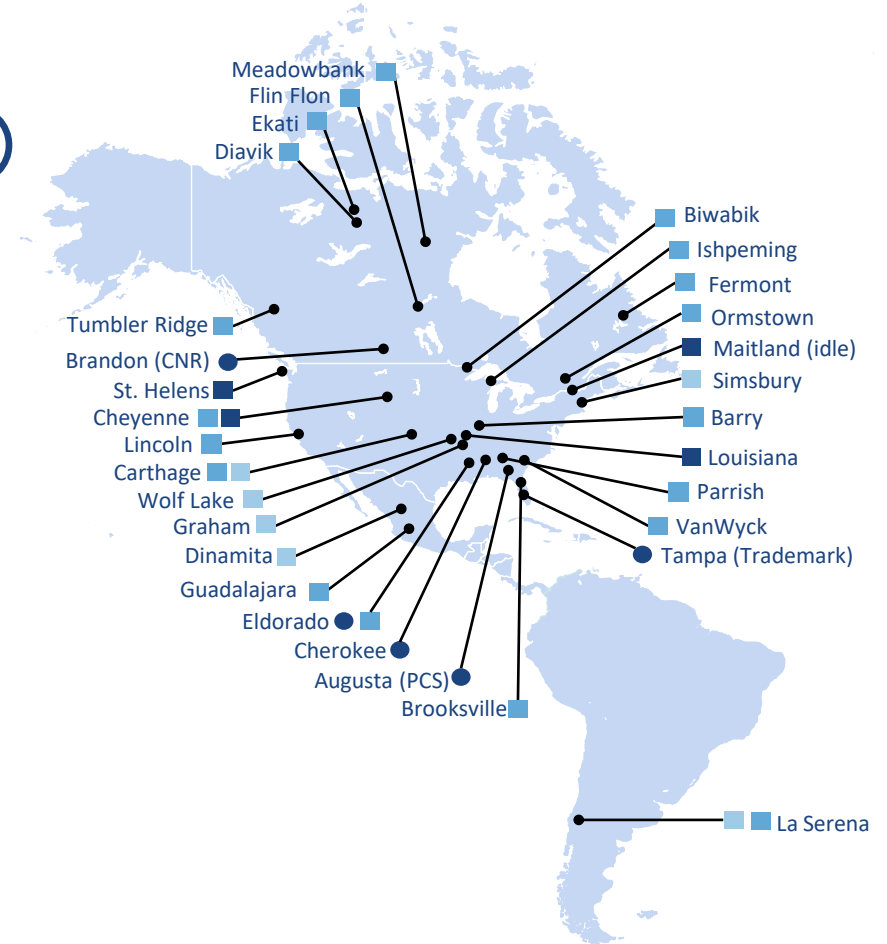 Meadowbank
Flin Flon
Ekati
Diavik
Tumbler Ridge
Brandon (CNR)
St. Helens
Cheyenne
Lincoln
Carthage
Wolf Lake
Graham
Dinamita
Guadalajara
Eldorado
Cherokee
Augusta (PCS)
Brooksville
Biwabik
Ishpeming
Fermont
Ormstown
Maitland (idle)
Simsbury
Barry
Louisiana
Parrish
VanWyck
Tampa (Trademark)
La Serena